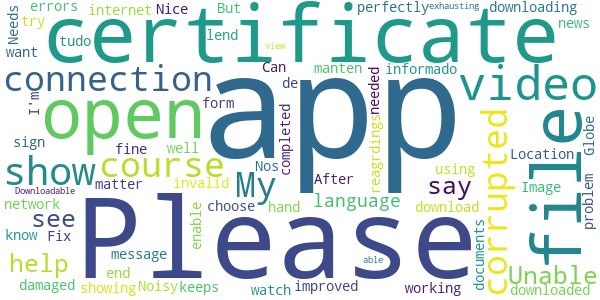 errors internet Nice But perfectly exhausting downloading
try tudo certificate lend view Can news
Needs want
connection app manten informado video
I'm open de needed form file
sign fine well completed reagrdings corrupted Globe
show course Nos
matter invalid After My say using Location problem
network see enable choose hand language download Image
Downloadable
know Fix message Please able documents
help end watch improved working Unable
damaged showing Noisy keeps downloaded